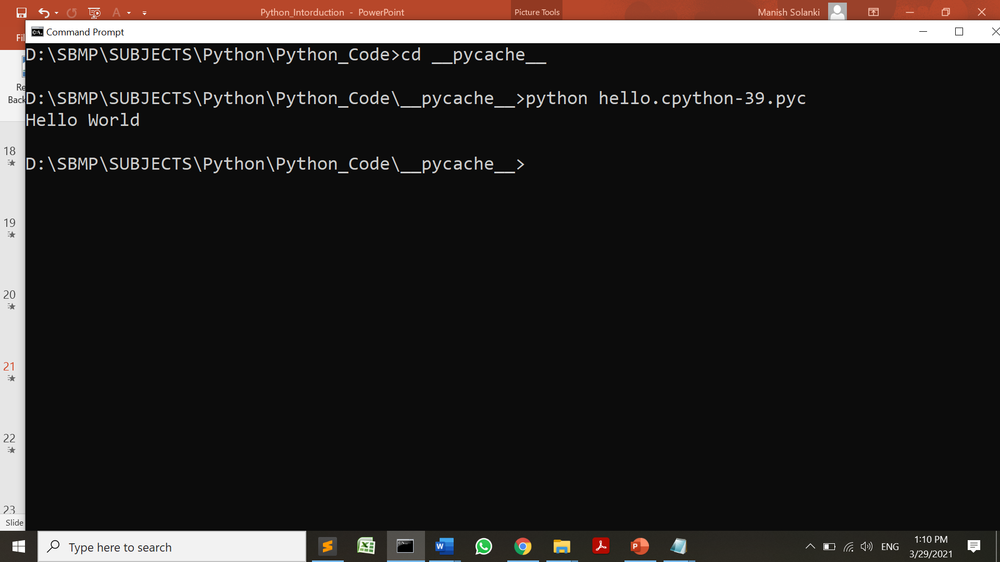 Python_Intorduction - PowerPoint
Picture Tools
Manish Solanki
Fil
Command Prompt
D:\SBMP\SUBJECTS\Python\Python_Code>cd __pycache__
Re
Back
D:\SBMP\SUBJECTS\Python\Python_Code\__pycache__>python hello.cpython-39.pyc
Hello World
18
D:\SBMP\SUBJECTS\Python\Python_Code\__pycache__>
19
20
21
22
23
Slide
Type here to search
ENG
1:10 PM
3/29/2021